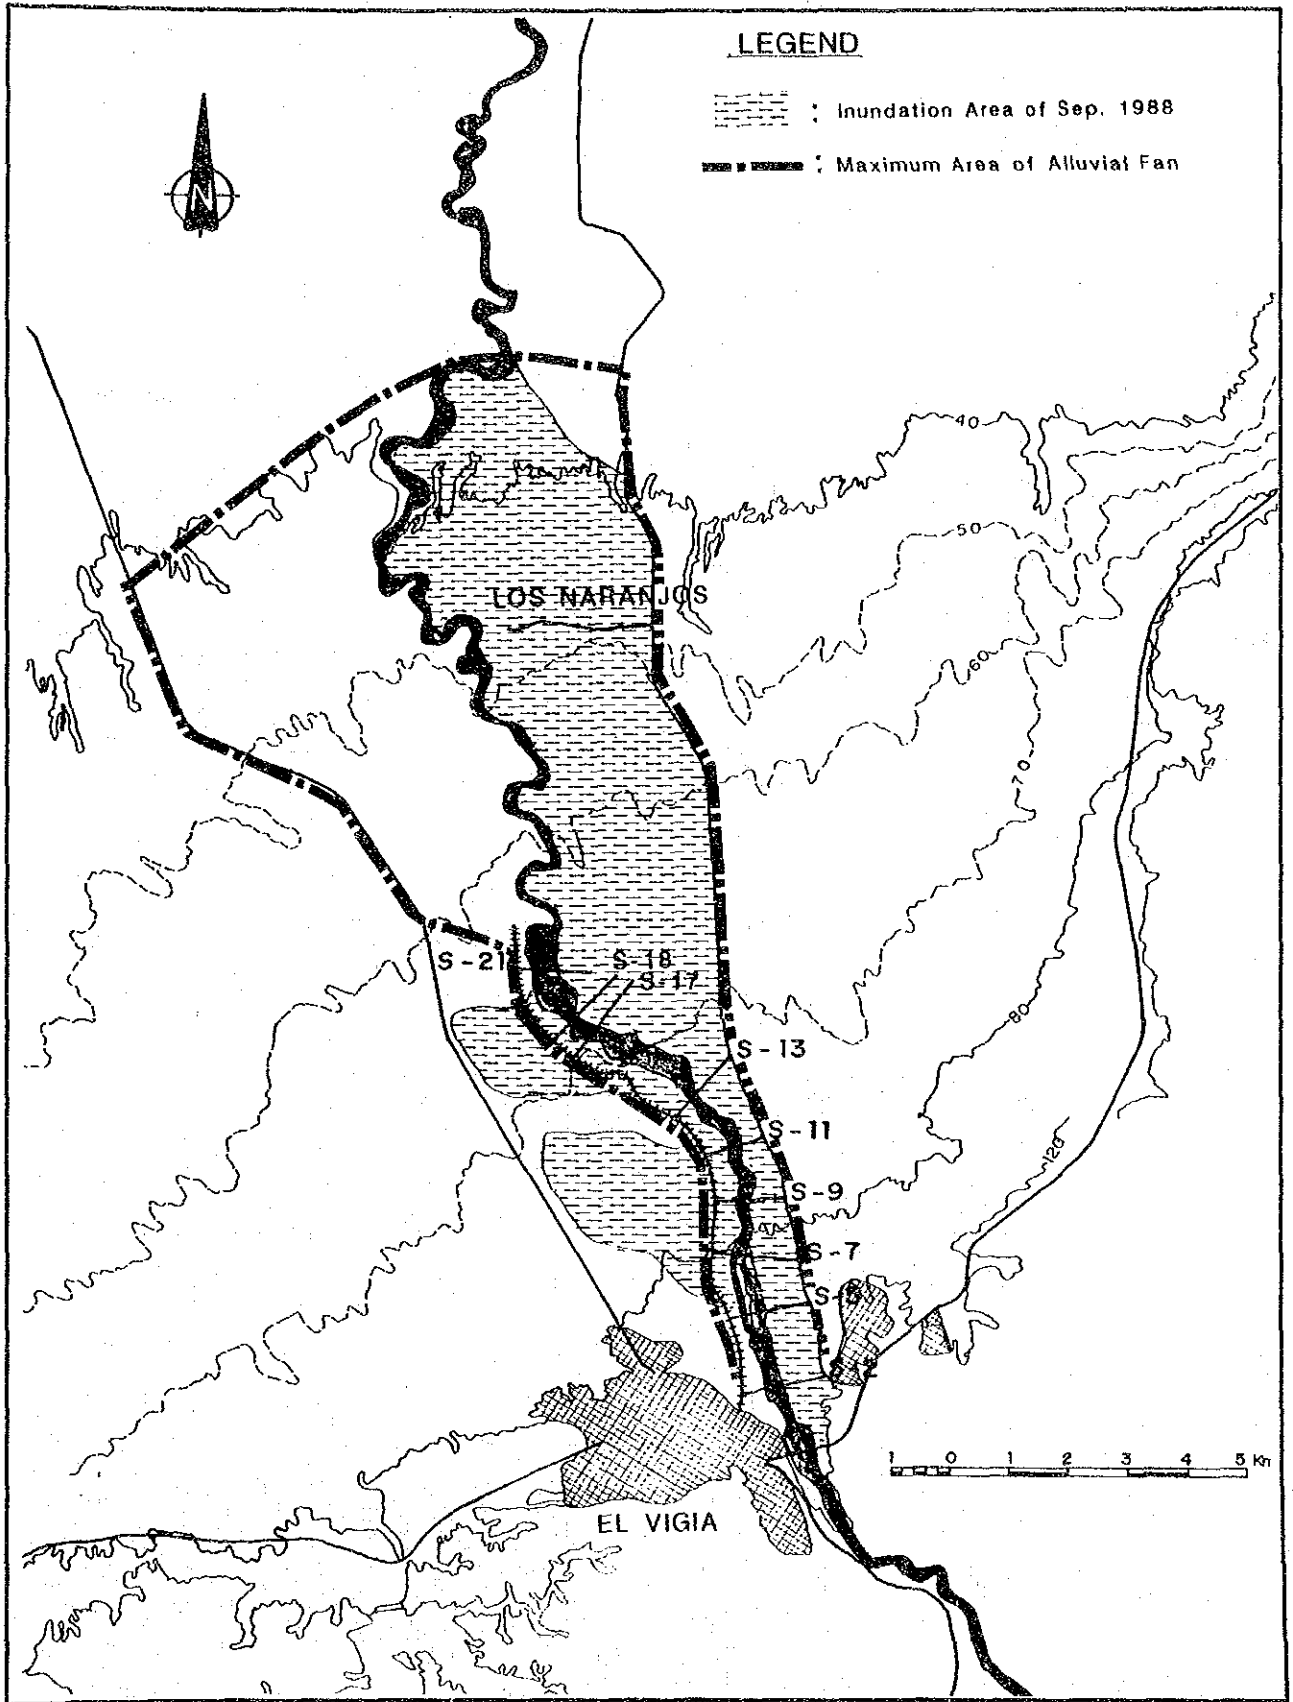 LEGEND
: Inundation Area of Sep. 1988
: Maximum Area of Alluvial Fan
N
40
50
LOS NARANJOS
60
70
S-21
S-18
S-17
80
S-13
S-11
120
S-9
S-7
1 0 1 2 3 4 5 Km
EL VIGIA